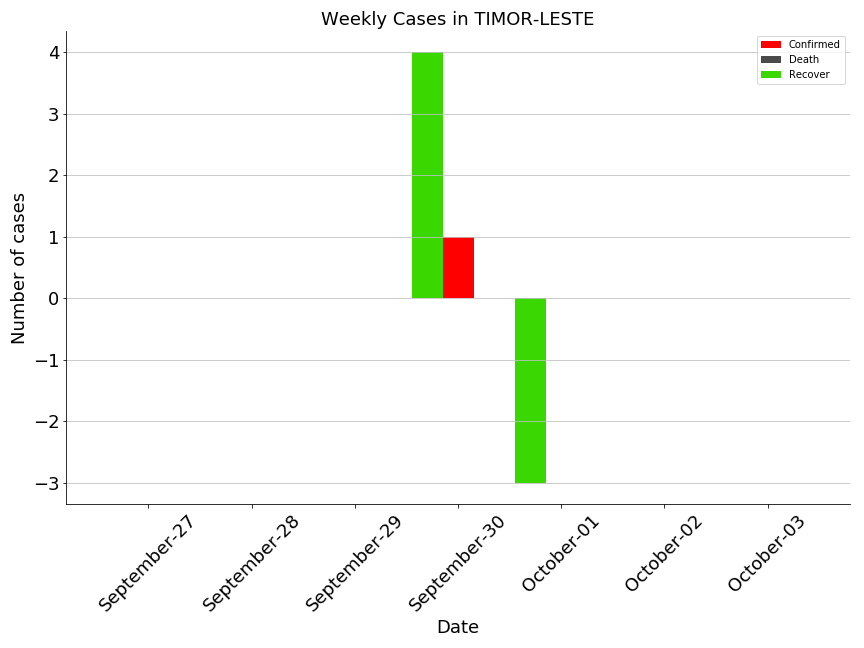 Weekly Cases in TIMOR-LESTE
Confirmed
Death
Recover
Number of cases
4
3
2
1
0
−1
−2
−3
September-27
September-28
September-29
September-30
October-01
October-02
October-03
Date